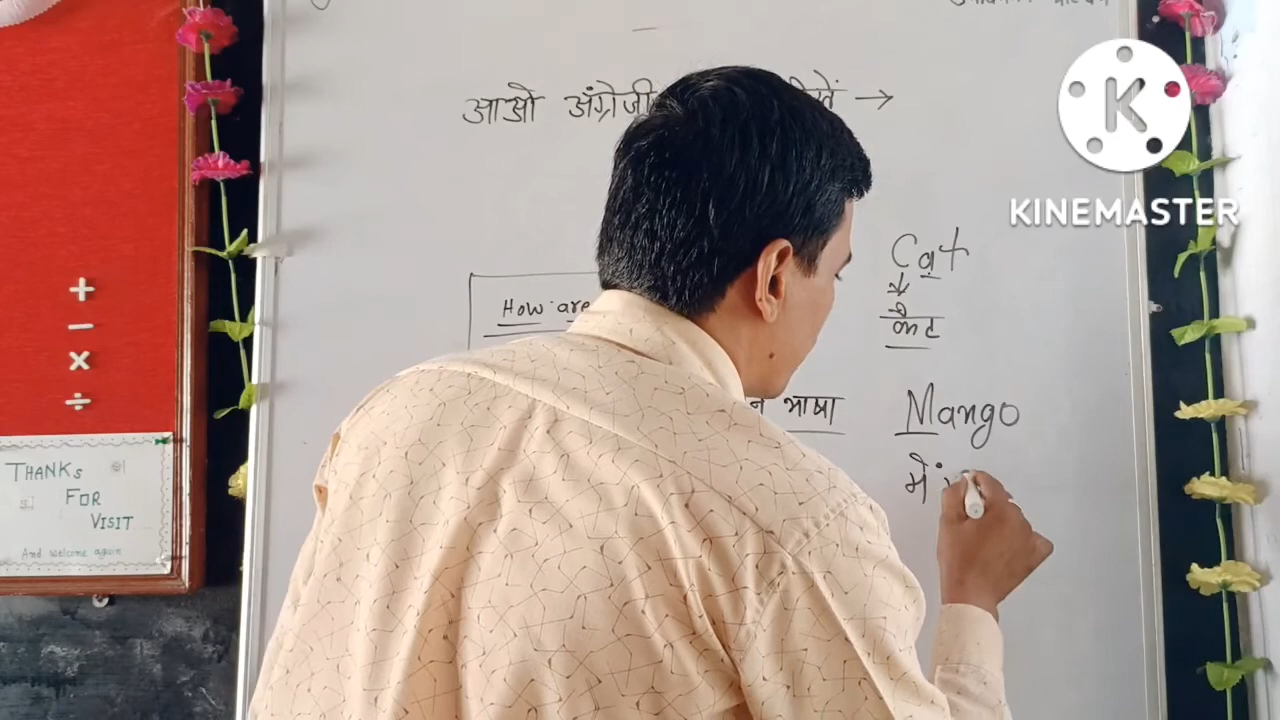 आओ अंग्रेजी
How are
भाषा
Cat
कैट
Mango
में
+
−
×
÷
THANKS
FOR
VISIT
And welcome again
KINEMASTER